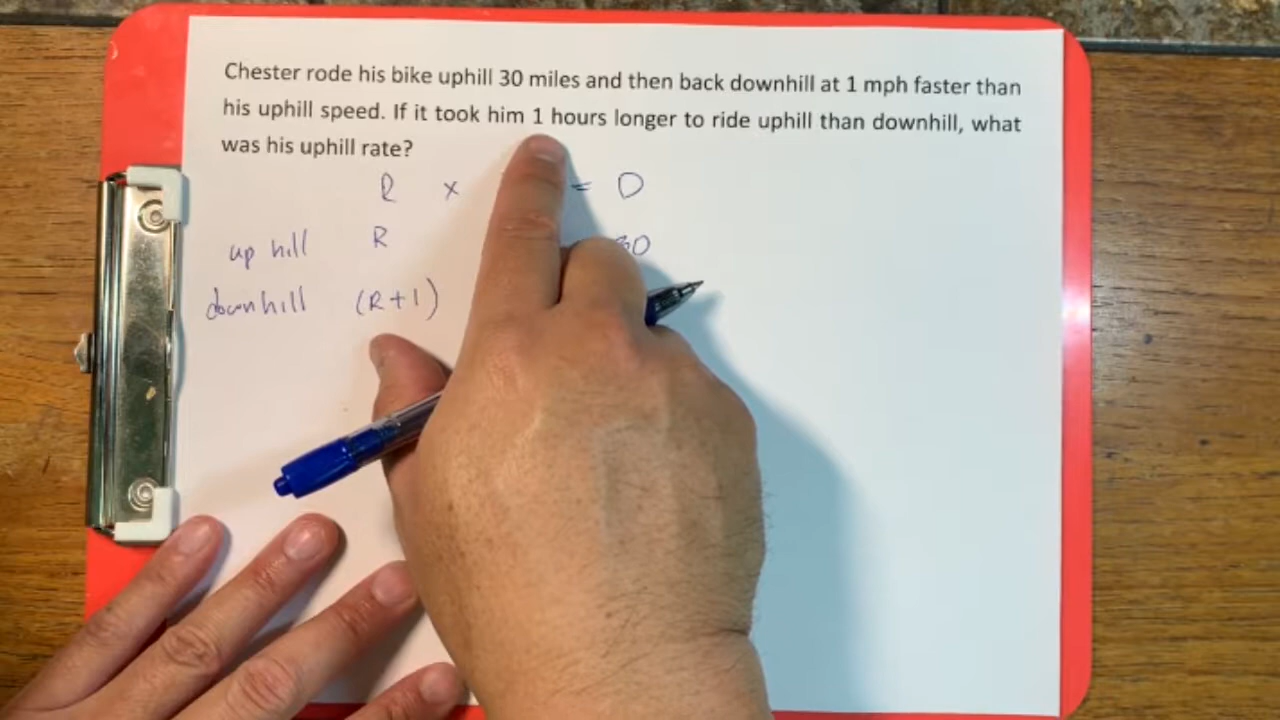 Chester rode his bike uphill 30 miles and then back downhill at 1 mph faster than
his uphill speed. If it took him 1 hours longer to ride uphill than downhill, what
was his uphill rate?
R x = D
up hill R 30
downhill (R+1)